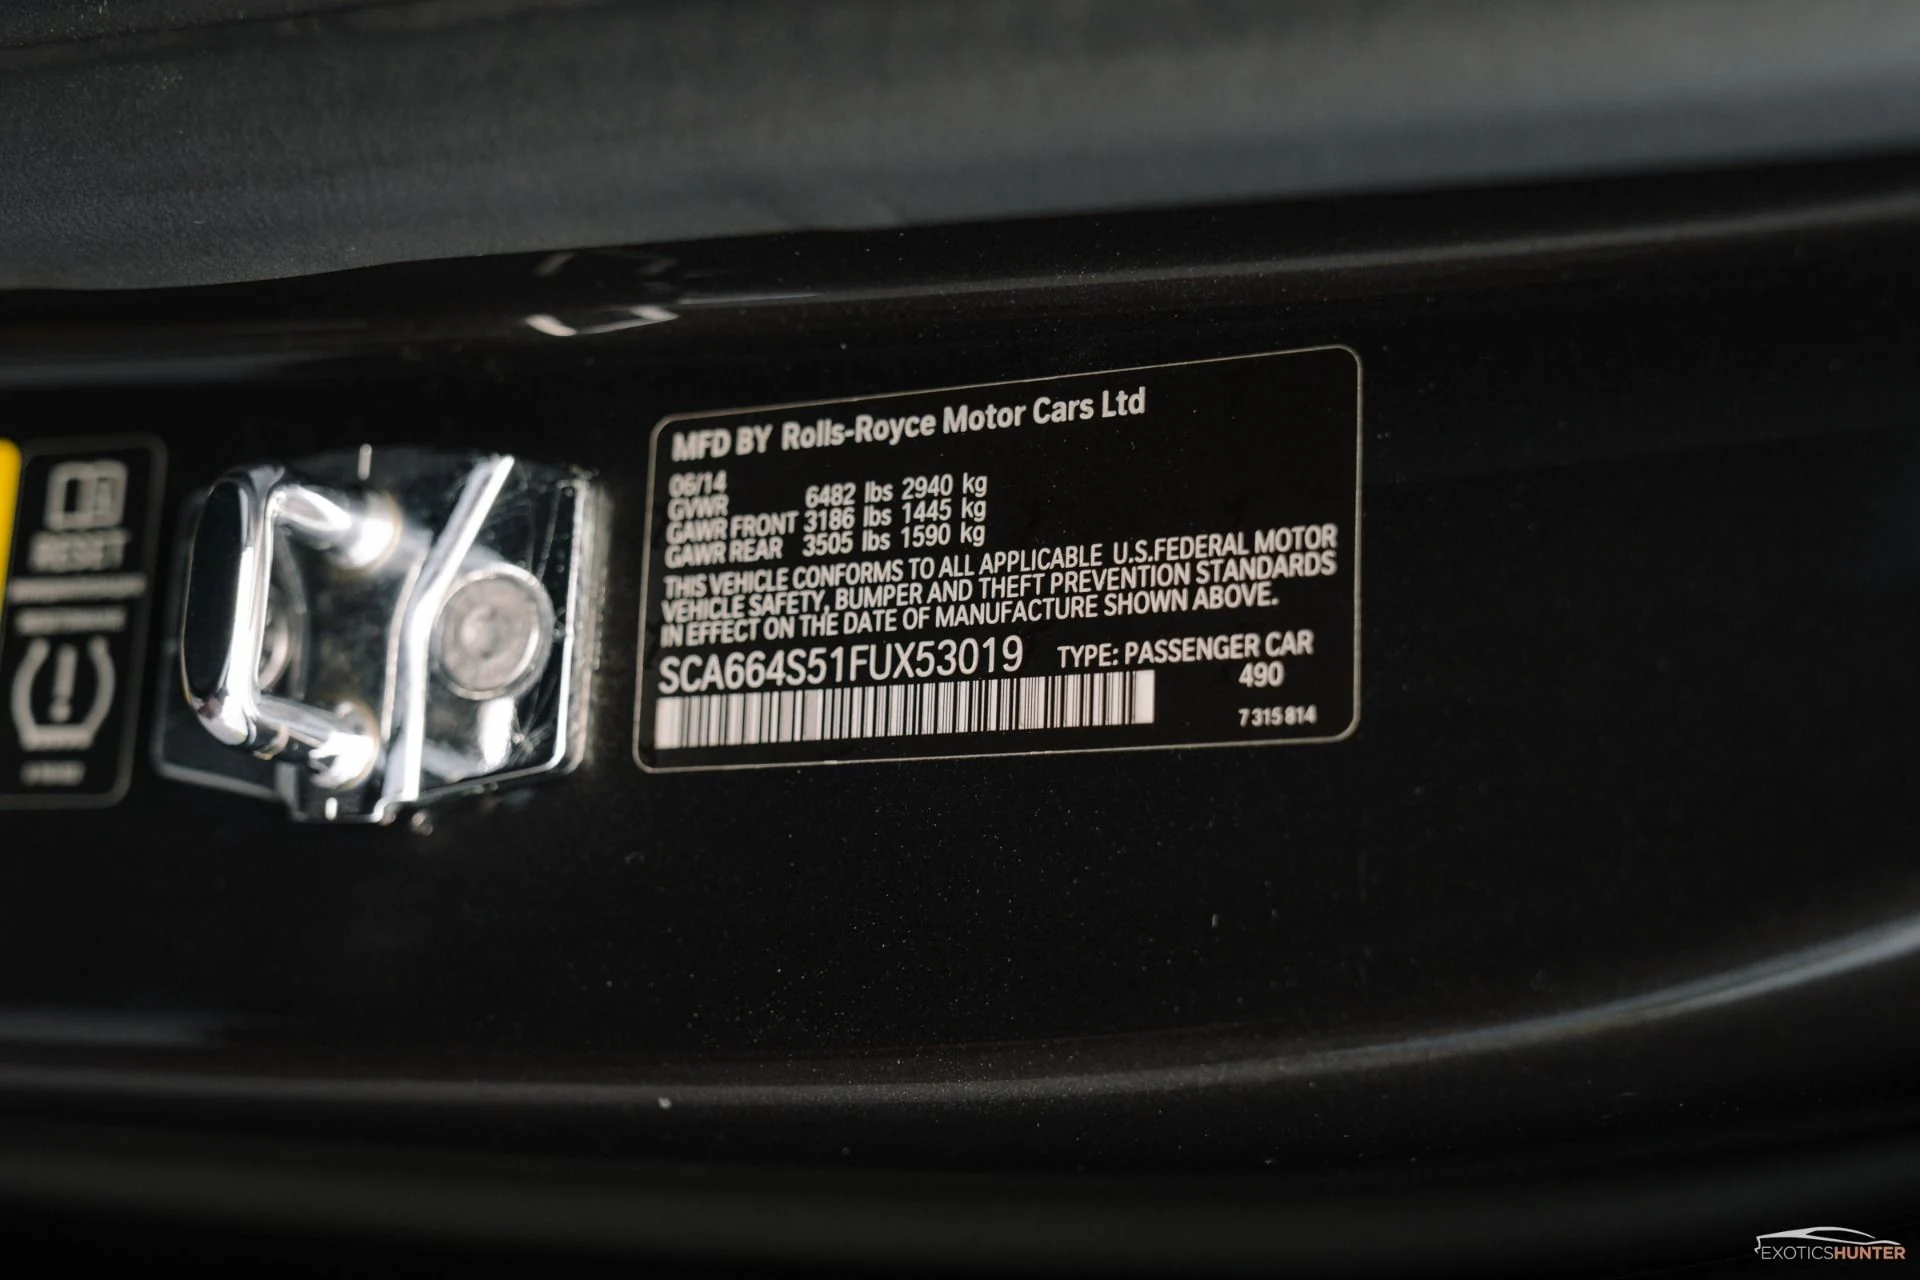 RESET
MFD BY Rolls-Royce Motor Cars Ltd
06/14
GVWR 6482 lbs 2940 kg
GAWR FRONT 3186 lbs 1445 kg
GAWR REAR 3505 lbs 1590 kg
THIS VEHICLE CONFORMS TO ALL APPLICABLE U.S.FEDERAL MOTOR
VEHICLE SAFETY, BUMPER AND THEFT PREVENTION STANDARDS
IN EFFECT ON THE DATE OF MANUFACTURE SHOWN ABOVE.
SCA664S51FUX53019 TYPE: PASSENGER CAR
490
7 315 814
EXOTICSHUNTER